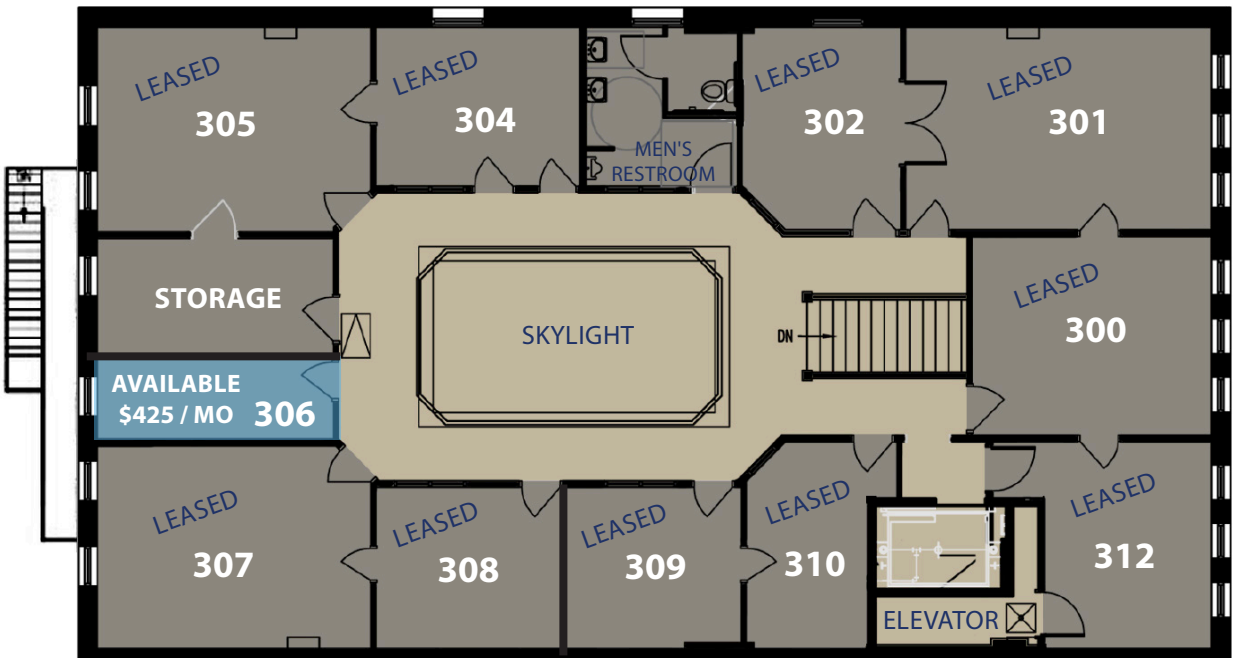 LEASED
305
LEASED
304
MEN'S
RESTROOM
LEASED
302
LEASED
301
STORAGE
SKYLIGHT
DN
LEASED
300
AVAILABLE
$425 / MO 306
LEASED
307
LEASED
308
LEASED
309
LEASED
310
LEASED
312
ELEVATOR